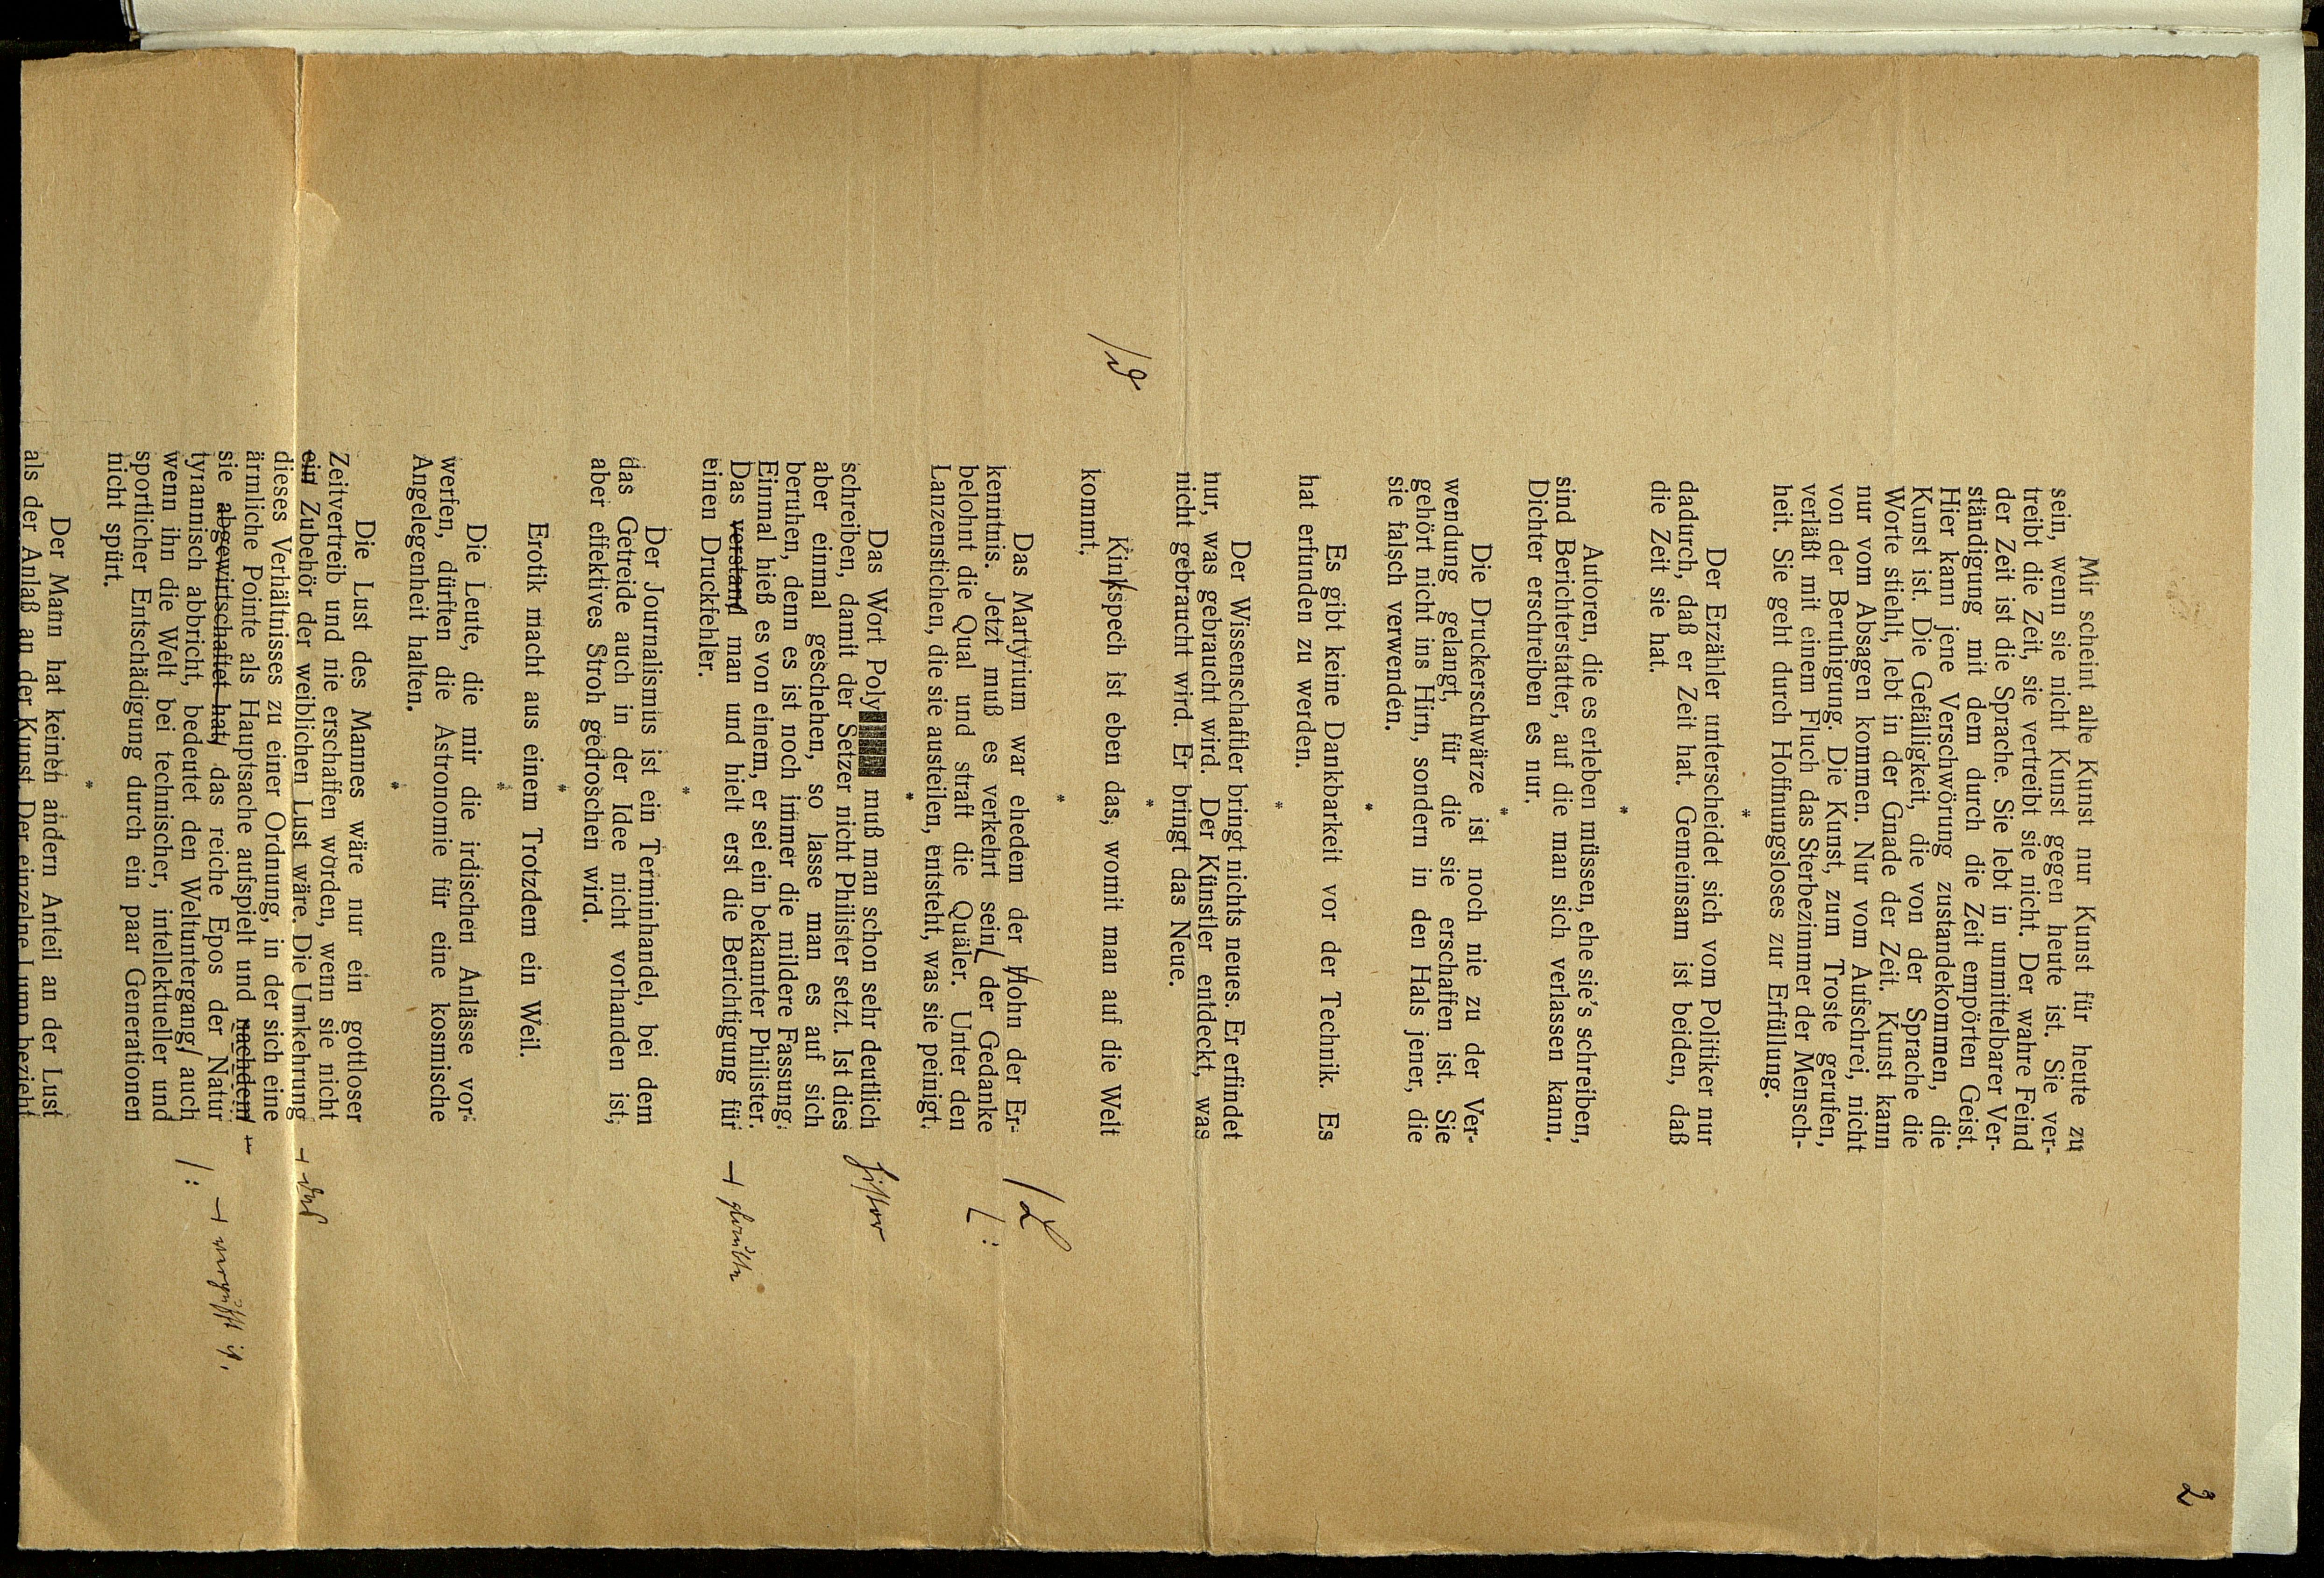 2
Mir scheint alle Kunst nur Kunst für heute zu
sein, wenn sie nicht Kunst gegen heute ist. Sie ver-
treibt die Zeit, sie vertreibt sie nicht. Der wahre Feind
der Zeit ist die Sprache. Sie lebt in unmittelbarer Ver-
ständigung mit dem durch die Zeit empörten Geist.
Hier kann jene Verschwörung zustandekommen, die
Kunst ist. Die Gefälligkeit, die von der Sprache die
Worte stiehlt, lebt in der Gnade der Zeit. Kunst kann
nur vom Absagen kommen. Nur vom Aufschrei, nicht
von der Beruhigung. Die Kunst, zum Troste gerufen,
verläßt mit einem Fluch das Sterbezimmer der Mensch-
heit. Sie geht durch Hoffnungsloses zur Erfüllung.
*
Der Erzähler unterscheidet sich vom Politiker nur
dadurch, daß er Zeit hat. Gemeinsam ist beiden, daß
die Zeit sie hat.
*
Autoren, die es erleben müssen, ehe sie's schreiben,
sind Berichterstatter, auf die man sich verlassen kann.
Dichter erschreiben es nur.
*
Die Druckerschwärze ist noch nie zu der Ver-
wendung gelangt, für die sie erschaffen ist. Sie
gehört nicht ins Hirn, sondern in den Hals jener, die
sie falsch verwenden.
*
Es gibt keine Dankbarkeit vor der Technik. Es
hat erfunden zu werden.
*
Der Wissenschaftler bringt nichts neues. Er erfindet
nur, was gebraucht wird. Der Künstler entdeckt, was
nicht gebraucht wird. Er bringt das Neue.
*
/d Kinkspech ist eben das, womit man auf die Welt
kommt.
*
Das Martyrium war ehedem der Hohn der Er- /L
kenntnis. Jetzt muß es verkehrt sein der Gedanke :
belohnt die Qual und straft die Quäler. Unter den
Lanzenstichen, die sie austeilen, entsteht, was sie peinigt.
*
Das Wort Poly muß man schon sehr deutlich histor
schreiben, damit der Setzer nicht Philister setzt. Ist dies
aber einmal geschehen, so lasse man es auf sich
beruhen, denn es ist noch immer die mildere Fassung.
Einmal hieß es von einem, er sei ein bekannter Philister.
Das verstand man und hielt erst die Berichtigung für glaubte
einen Druckfehler.
*
Der Journalismus ist ein Terminhandel, bei dem
das Getreide auch in der Idee nicht vorhanden ist,
aber effektives Stroh gedroschen wird.
*
Erotik macht aus einem Trotzdem ein Weil.
*
Die Leute, die mir die irdischen Anlässe vor-
werfen, dürften die Astronomie für eine kosmische
Angelegenheit halten.
*
Die Lust des Mannes wäre nur ein gottloser
Zeitvertreib und nie erschaffen worden, wenn sie nicht
ein Zubehör der weiblichen Lust wäre. Die Umkehrung das
dieses Verhältnisses zu einer Ordnung, in der sich eine
ärmliche Pointe als Hauptsache aufspielt und nachdem
sie abgewirtschaftet hat, das reiche Epos der Natur verpufft ist,
tyrannisch abbricht, bedeutet den Weltuntergang auch /:
wenn ihn die Welt bei technischer, intellektueller und
sportlicher Entschädigung durch ein paar Generationen
nicht spürt.
*
Der Mann hat keinen andern Anteil an der Lust
als der Anlaß an der Kunst. Der einzelne Lump bezieht